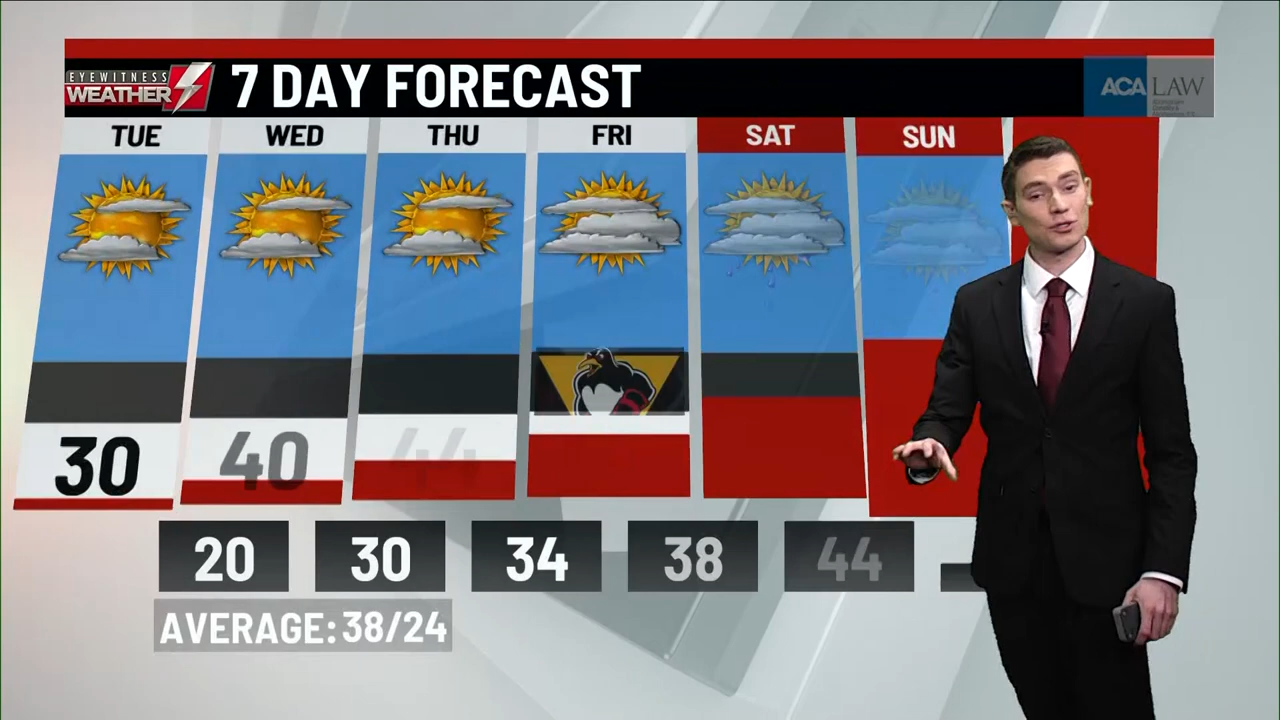 EYEWITNESS
WEATHER
7 DAY FORECAST
ACA LAW
TUE WED THU FRI SAT SUN
30 40 44
20 30 34 38 44
AVERAGE: 38/24